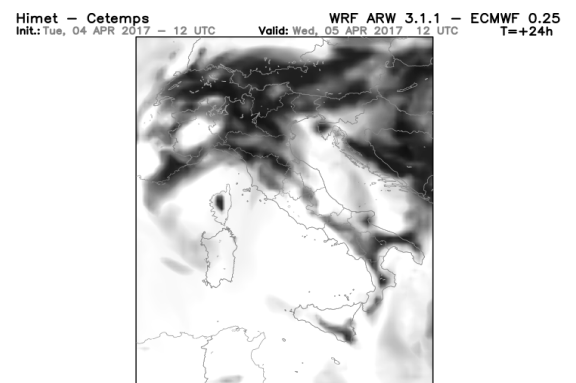 Himet – Cetemps WRF ARW 3.1.1 – ECMWF 0.25
Init.: Tue, 04 APR 2017 – 12 UTC Valid: Wed, 05 APR 2017 12 UTC T=+24h